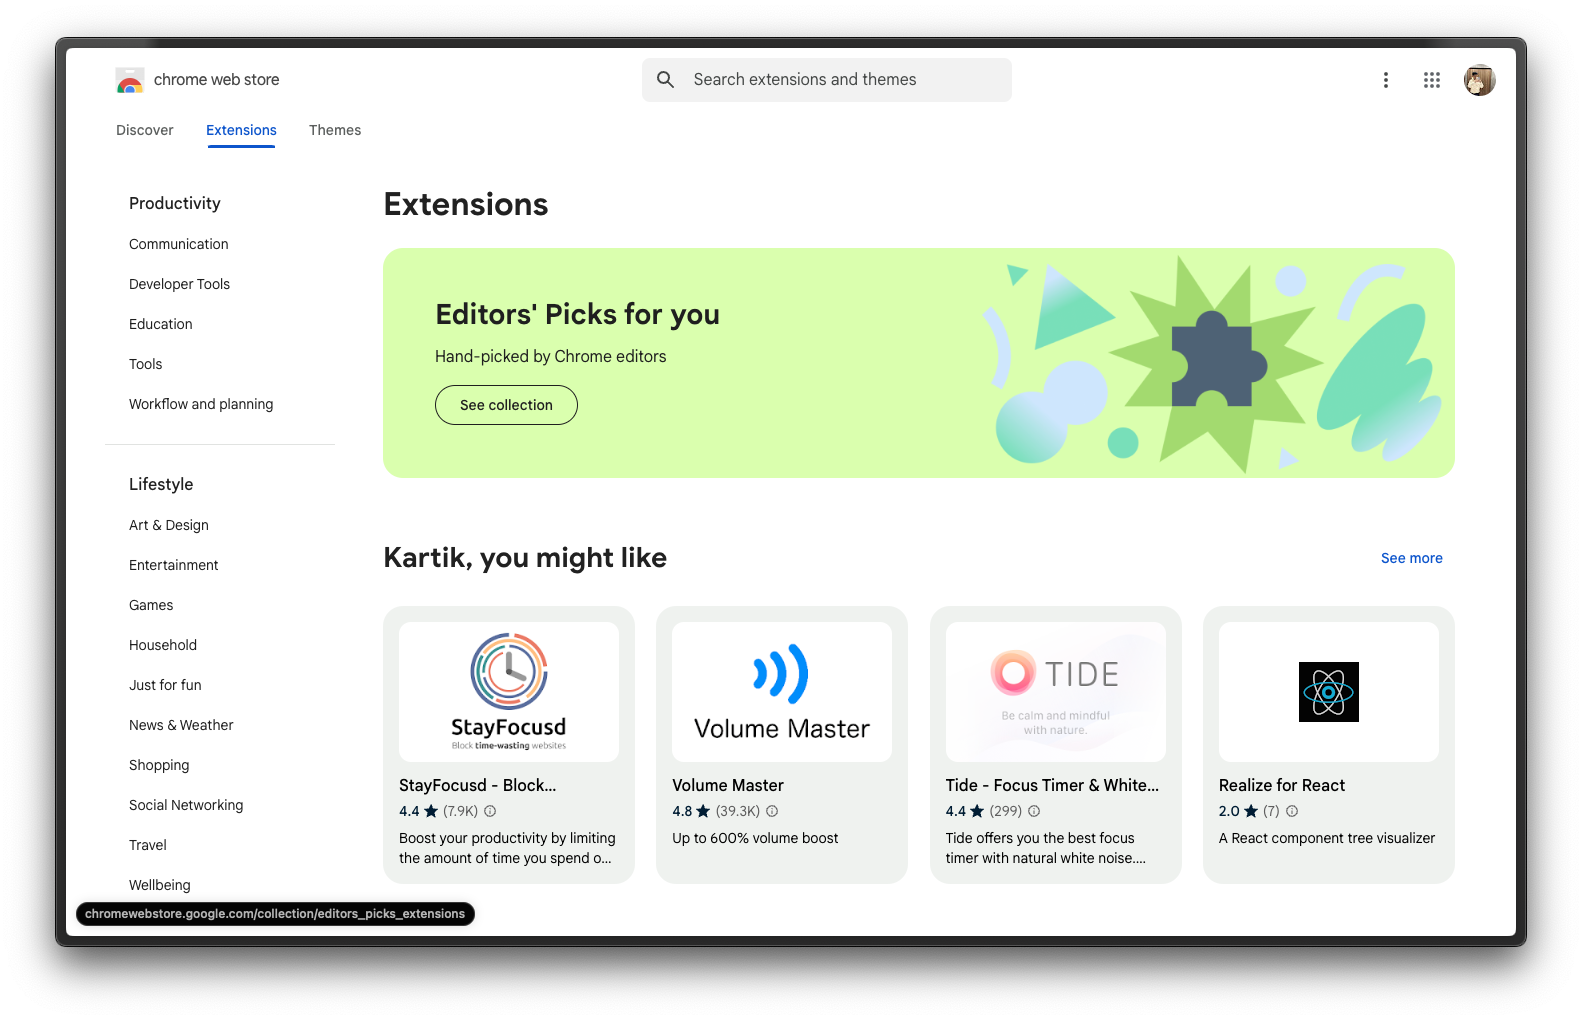 chrome web store
Search extensions and themes
Discover
Extensions
Themes
Productivity
Communication
Developer Tools
Education
Tools
Workflow and planning
Lifestyle
Art & Design
Entertainment
Games
Household
Just for fun
News & Weather
Shopping
Social Networking
Travel
Wellbeing
chromewebstore.google.com/collection/editors_picks_extensions
Extensions
Editors' Picks for you
Hand-picked by Chrome editors
See collection
Kartik, you might like
See more
StayFocusd
Block time-wasting websites
StayFocusd - Block...
4.4 ★ (7.9K)
Boost your productivity by limiting
the amount of time you spend o...
Volume Master
Volume Master
4.8 ★ (39.3K)
Up to 600% volume boost
TIDE
Be calm and mindful
with nature.
Tide - Focus Timer & White...
4.4 ★ (299)
Tide offers you the best focus
timer with natural white noise....
Realize for React
2.0 ★ (7)
A React component tree visualizer